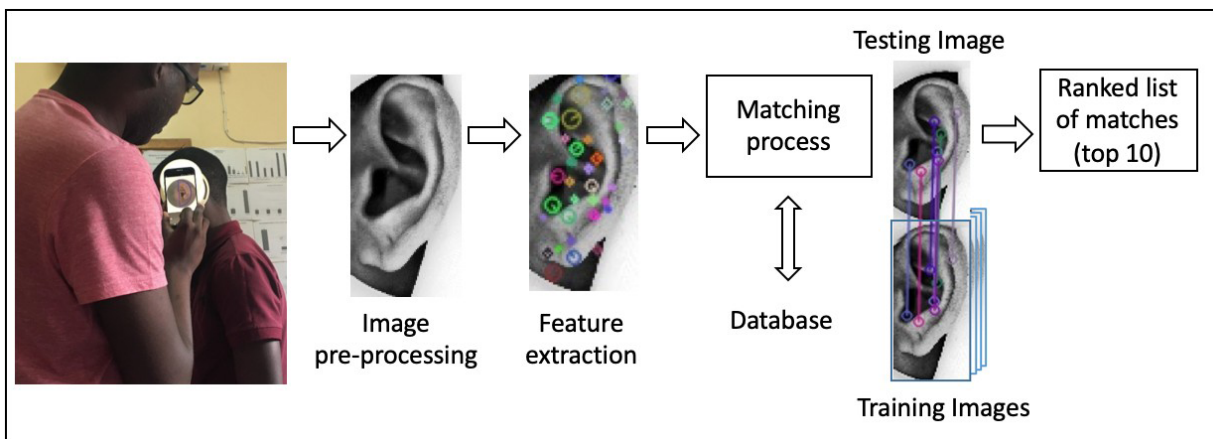 Image
pre-processing
Feature
extraction
Matching
process
Database
Testing Image
Training Images
Ranked list
of matches
(top 10)